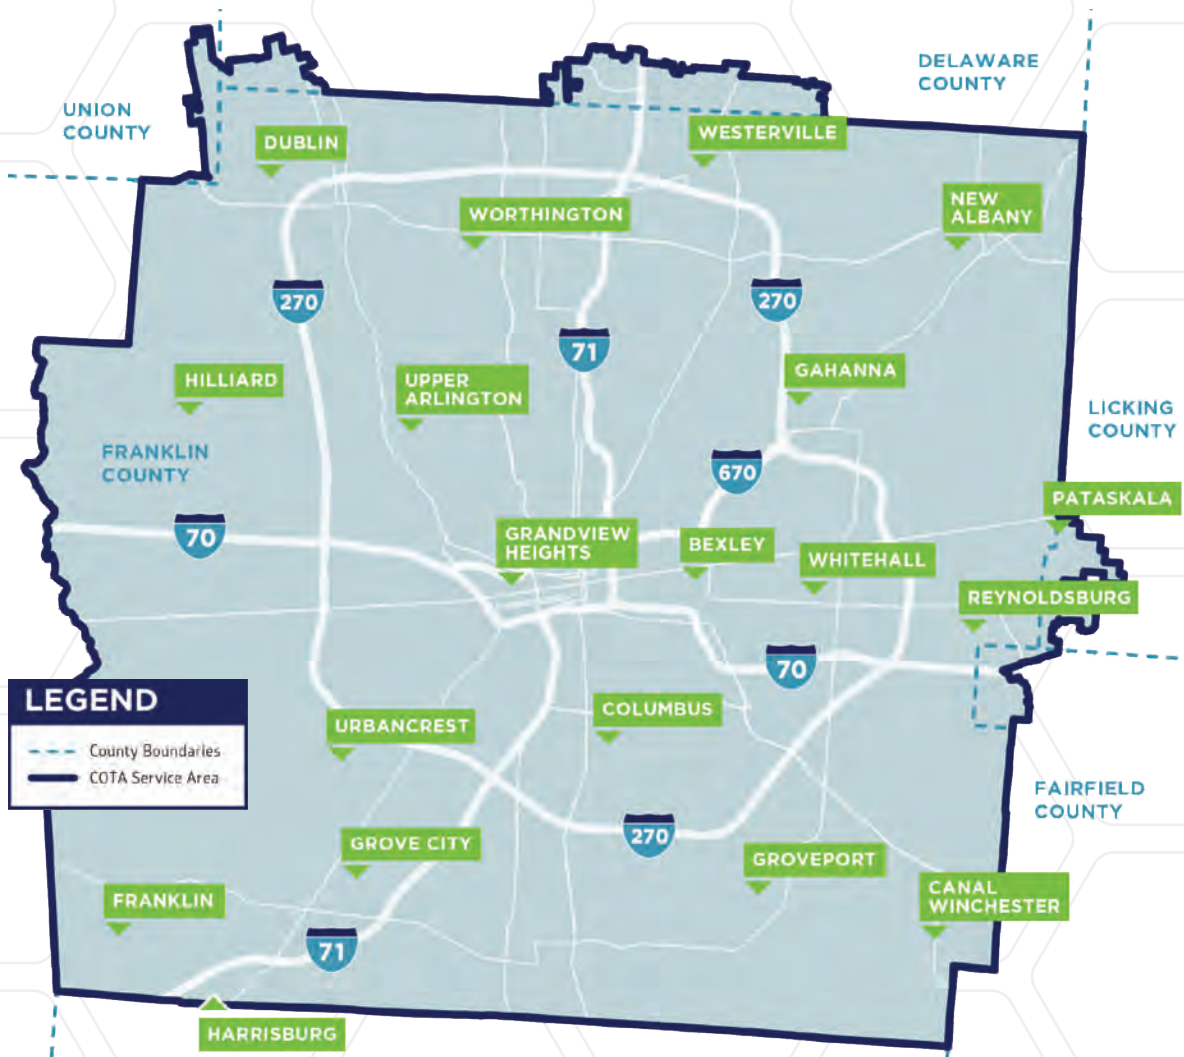 DELAWARE
COUNTY
UNION
COUNTY
DUBLIN
WESTERVILLE
NEW
ALBANY
WORTHINGTON
270
270
71
HILLIARD
UPPER
ARLINGTON
GAHANNA
LICKING
COUNTY
FRANKLIN
COUNTY
670
PATASKALA
70
GRANDVIEW
HEIGHTS
BEXLEY
WHITEHALL
REYNOLDSBURG
70
LEGEND
County Boundaries
COTA Service Area
URBANCREST
COLUMBUS
FAIRFIELD
COUNTY
270
GROVE CITY
GROVEPORT
FRANKLIN
CANAL
WINCHESTER
71
HARRISBURG